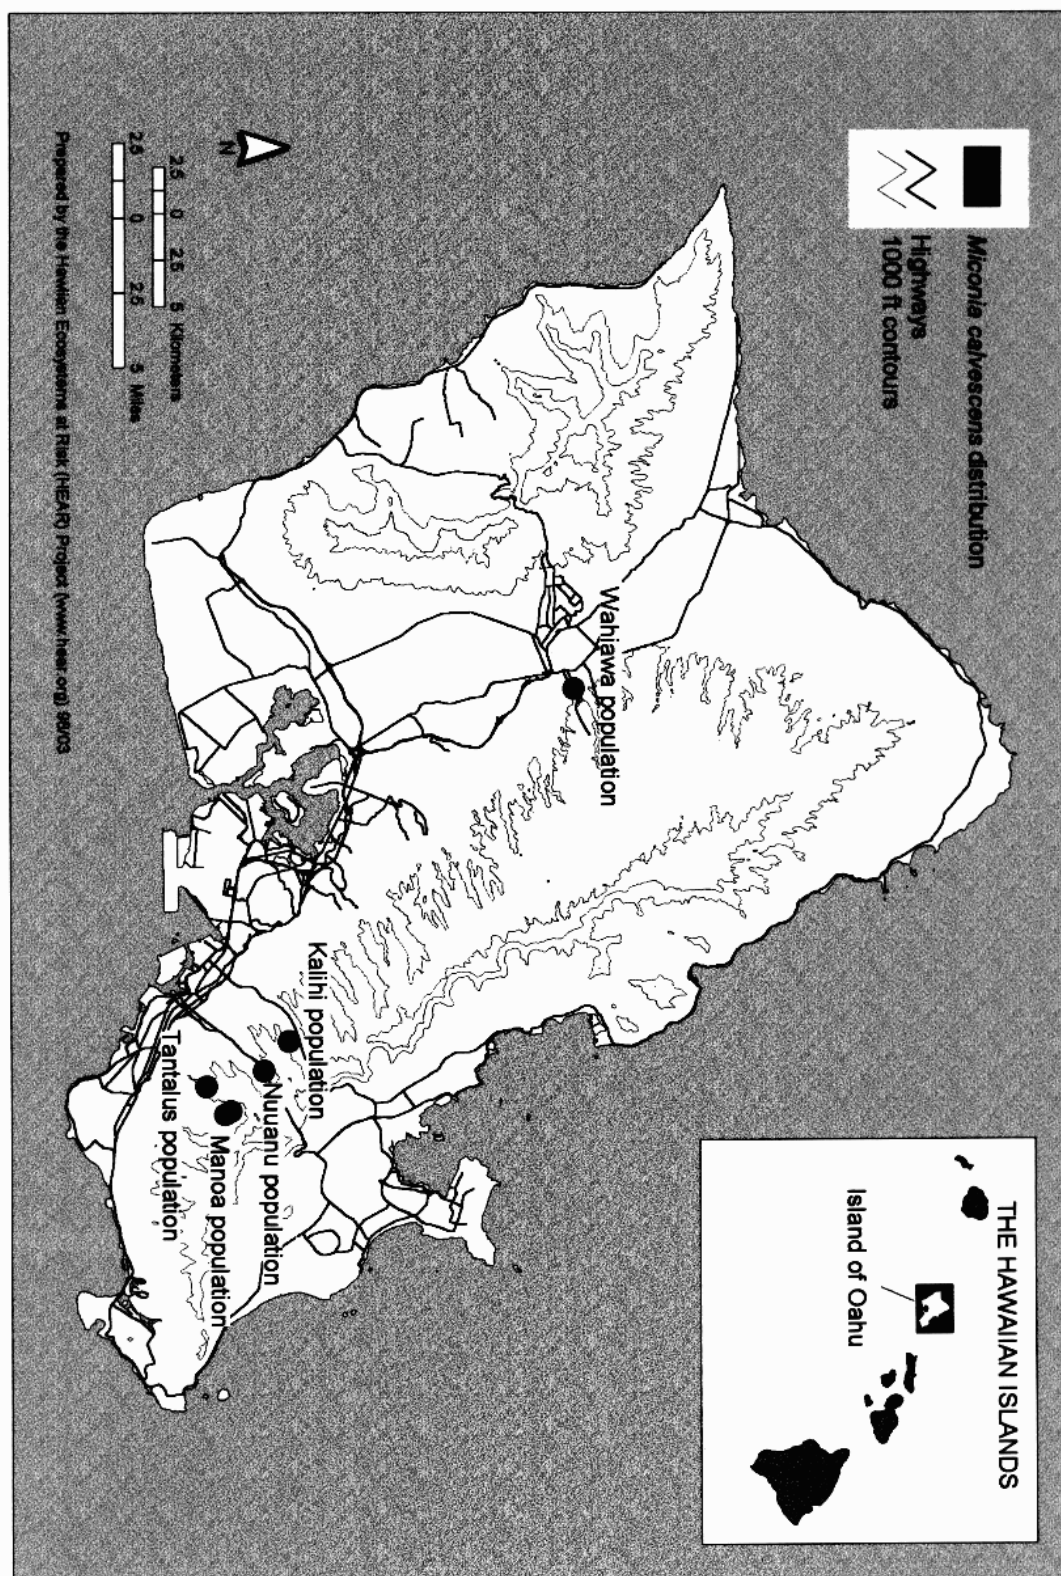 Miconia calvescens distribution
Highways
1000 ft contours
THE HAWAIIAN ISLANDS
Island of Oahu
Wahiawa population
Kalihi population
Nuuanu population
Manoa population
Tantalus population
N
2.5 0 2.5 5 Kilometers
2.5 0 2.5 5 Miles
Prepared by the Hawaiian Ecosystems at Risk (HEAR) Project (www.hear.org)